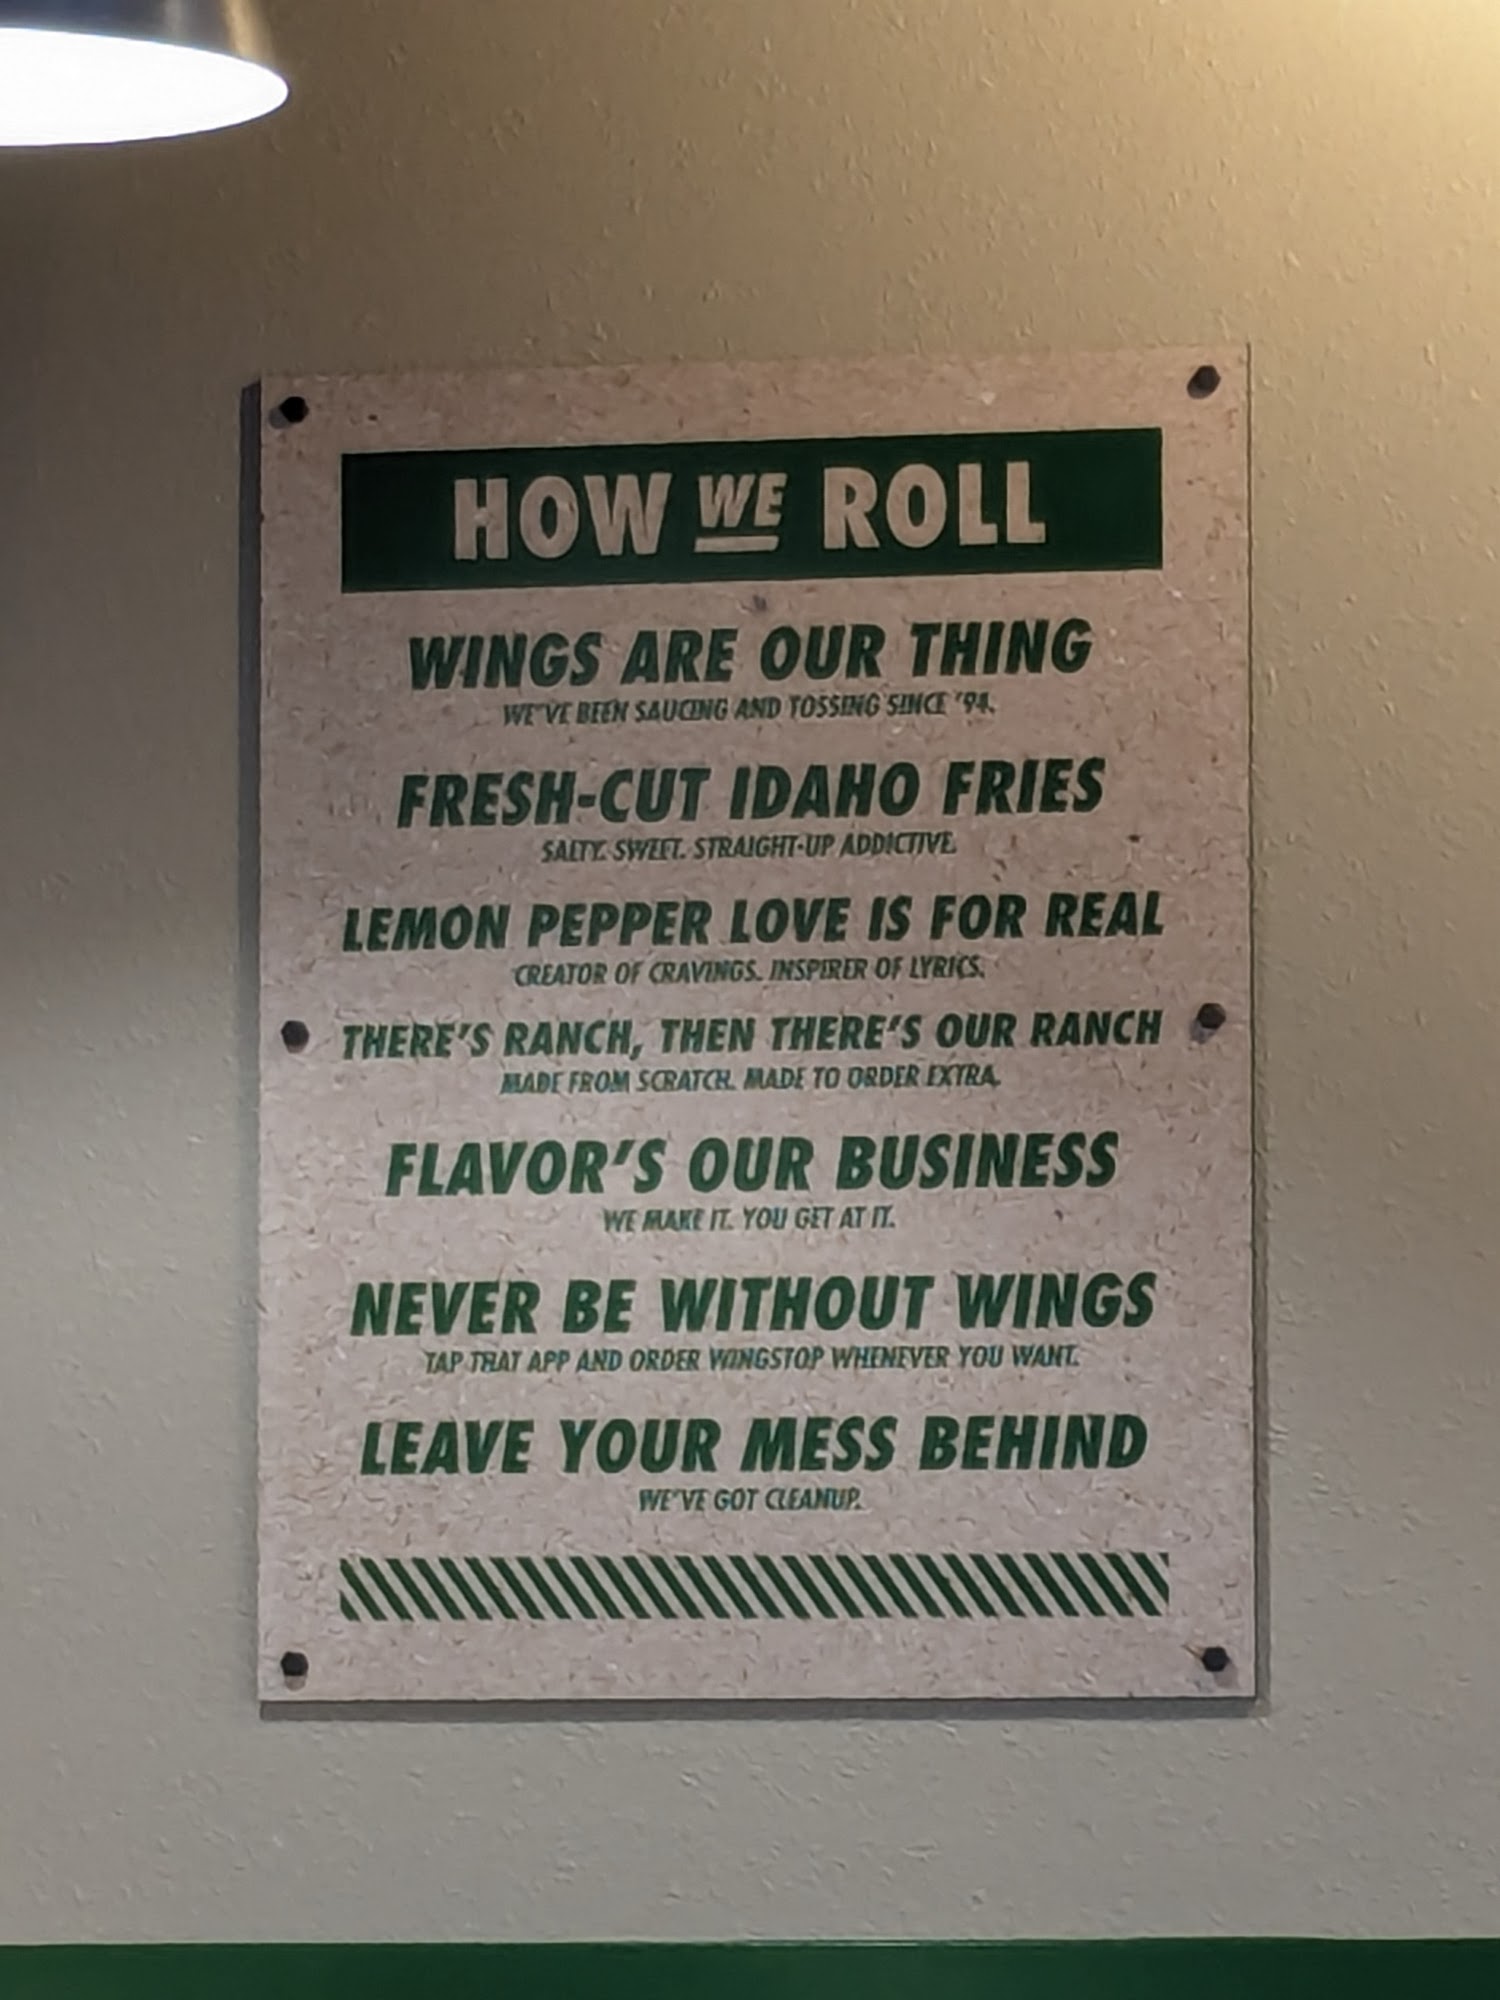 HOW WE ROLL
WINGS ARE OUR THING
WE'VE BEEN SAUCING AND TOSSING SINCE '94.
FRESH-CUT IDAHO FRIES
SALTY. SWEET. STRAIGHT-UP ADDICTIVE.
LEMON PEPPER LOVE IS FOR REAL
CREATOR OF CRAVINGS. INSPIRER OF LYRICS.
THERE'S RANCH, THEN THERE'S OUR RANCH
MADE FROM SCRATCH. MADE TO ORDER EXTRA.
FLAVOR'S OUR BUSINESS
WE MAKE IT. YOU GET AT IT.
NEVER BE WITHOUT WINGS
TAP THAT APP AND ORDER WINGSTOP WHENEVER YOU WANT.
LEAVE YOUR MESS BEHIND
WE'VE GOT CLEANUP.